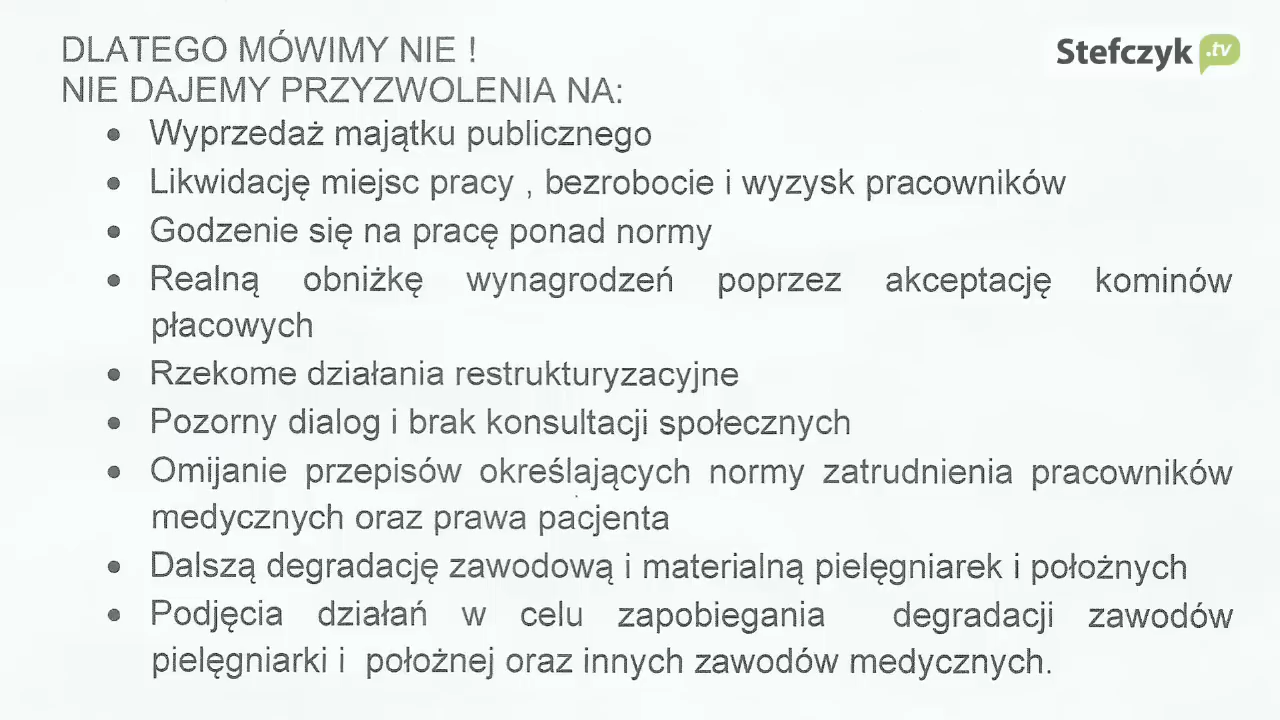 DLATEGO MÓWIMY NIE !
Stefczyk .tv
NIE DAJEMY PRZYZWOLENIA NA:
• Wyprzedaż majątku publicznego
• Likwidację miejsc pracy , bezrobocie i wyzysk pracowników
• Godzenie się na pracę ponad normy
• Realną obniżkę wynagrodzeń poprzez akceptację kominów
płacowych
• Rzekome działania restrukturyzacyjne
• Pozorny dialog i brak konsultacji społecznych
• Omijanie przepisów określających normy zatrudnienia pracowników
medycznych oraz prawa pacjenta
• Dalszą degradację zawodową i materialną pielęgniarek i położnych
• Podjęcia działań w celu zapobiegania degradacji zawodów
pielęgniarki i położnej oraz innych zawodów medycznych.